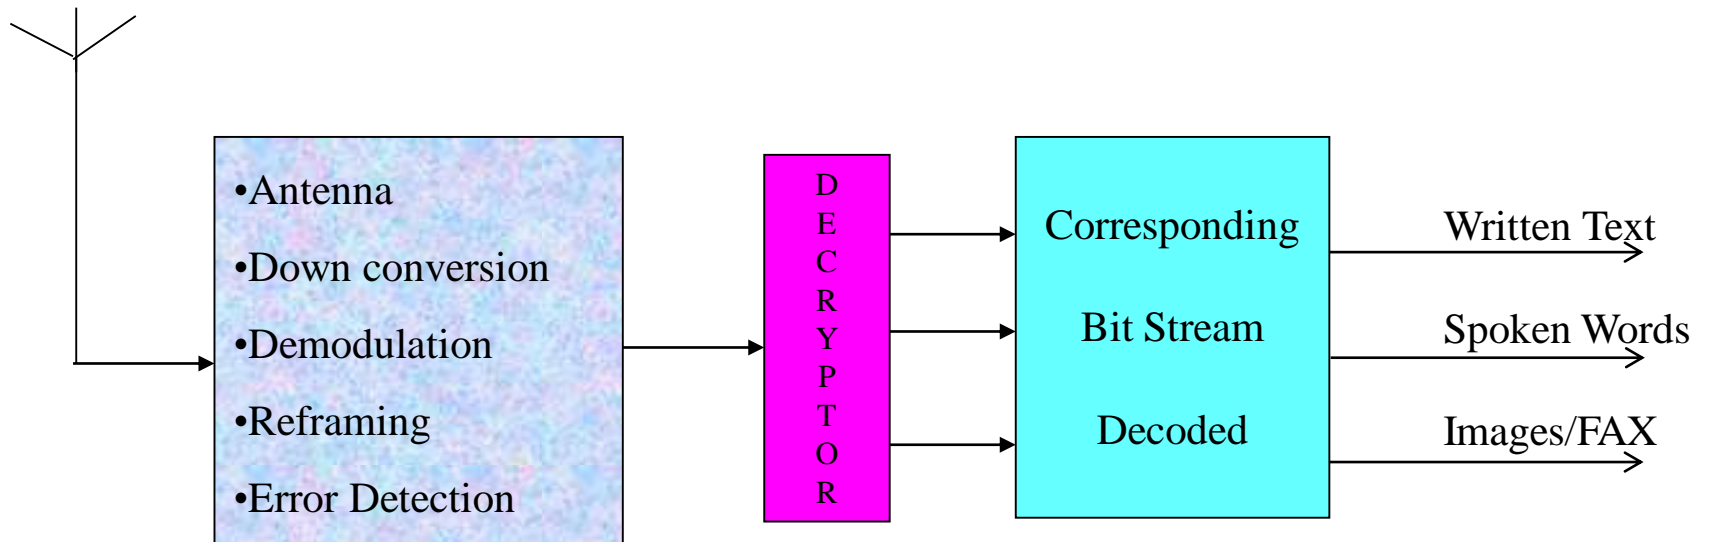 •Antenna
•Down conversion
•Demodulation
•Reframing
•Error Detection
D
E
C
R
Y
P
T
O
R
Corresponding
Bit Stream
Decoded
Written Text
Spoken Words
Images/FAX